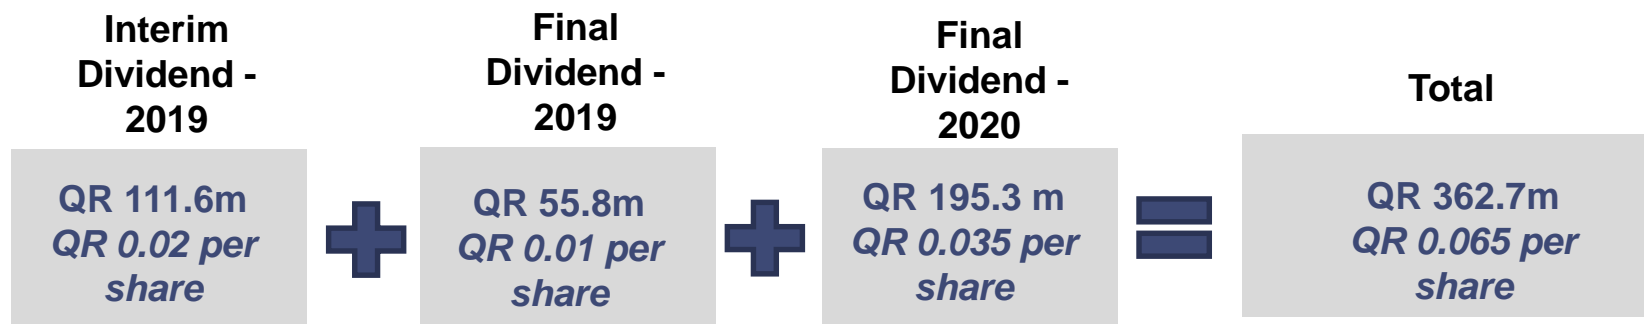 Interim
Dividend -
2019
QR 111.6m
QR 0.02 per
share
Final
Dividend -
2019
QR 55.8m
QR 0.01 per
share
Final
Dividend -
2020
QR 195.3 m
QR 0.035 per
share
Total
QR 362.7m
QR 0.065 per
share